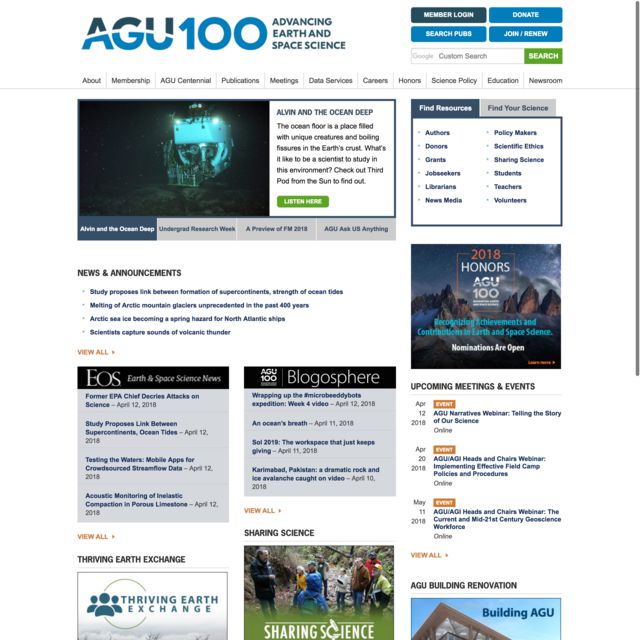 AGU100 ADVANCING
EARTH AND
SPACE SCIENCE
MEMBER LOGIN
DONATE
SEARCH PUBS
JOIN / RENEW
Google Custom Search
SEARCH
About
Membership
AGU Centennial
Publications
Meetings
Data Services
Careers
Honors
Science Policy
Education
Newsroom
ALVIN AND THE OCEAN DEEP
The ocean floor is a place filled
with unique creatures and boiling
fissures in the Earth's crust. What's
it like to be a scientist to study in
this environment? Check out Third
Pod from the Sun to find out.
LISTEN HERE
Alvin and the Ocean Deep
Undergrad Research Week
A Preview of FM 2018
AGU Ask US Anything
Find Resources
Find Your Science
Authors
Donors
Grants
Jobseekers
Librarians
News Media
Policy Makers
Scientific Ethics
Sharing Science
Students
Teachers
Volunteers
NEWS & ANNOUNCEMENTS
Study proposes link between formation of supercontinents, strength of ocean tides
Melting of Arctic mountain glaciers unprecedented in the past 400 years
Arctic sea ice becoming a spring hazard for North Atlantic ships
Scientists capture sounds of volcanic thunder
VIEW ALL
2018
HONORS
AGU
100
Recognizing Achievements and
Contributions in Earth and Space Science.
Nominations Are Open
Learn more
EOS Earth & Space Science News
Former EPA Chief Decries Attacks on
Science – April 12, 2018
Study Proposes Link Between
Supercontinents, Ocean Tides – April 12,
2018
Testing the Waters: Mobile Apps for
Crowdsourced Streamflow Data – April 12,
2018
Acoustic Monitoring of Inelastic
Compaction in Porous Limestone – April 12,
2018
VIEW ALL
AGU 100 Blogosphere
Wrapping up the #microbeeddybots
expedition: Week 4 video – April 12, 2018
An ocean's breath – April 11, 2018
Sol 2019: The workspace that just keeps
giving – April 11, 2018
Karimabad, Pakistan: a dramatic rock and
ice avalanche caught on video – April 10,
2018
VIEW ALL
UPCOMING MEETINGS & EVENTS
Apr
12
2018
EVENT
AGU Narratives Webinar: Telling the Story
of Our Science
Online
Apr
20
2018
EVENT
AGU/AGI Heads and Chairs Webinar:
Implementing Effective Field Camp
Policies and Procedures
Online
May
11
2018
EVENT
AGU/AGI Heads and Chairs Webinar: The
Current and Mid-21st Century Geoscience
Workforce
Online
VIEW ALL
THRIVING EARTH EXCHANGE
THRIVING EARTH
EXCHANGE
SHARING SCIENCE
SHARING SCIENCE
AGU BUILDING RENOVATION
Building AGU